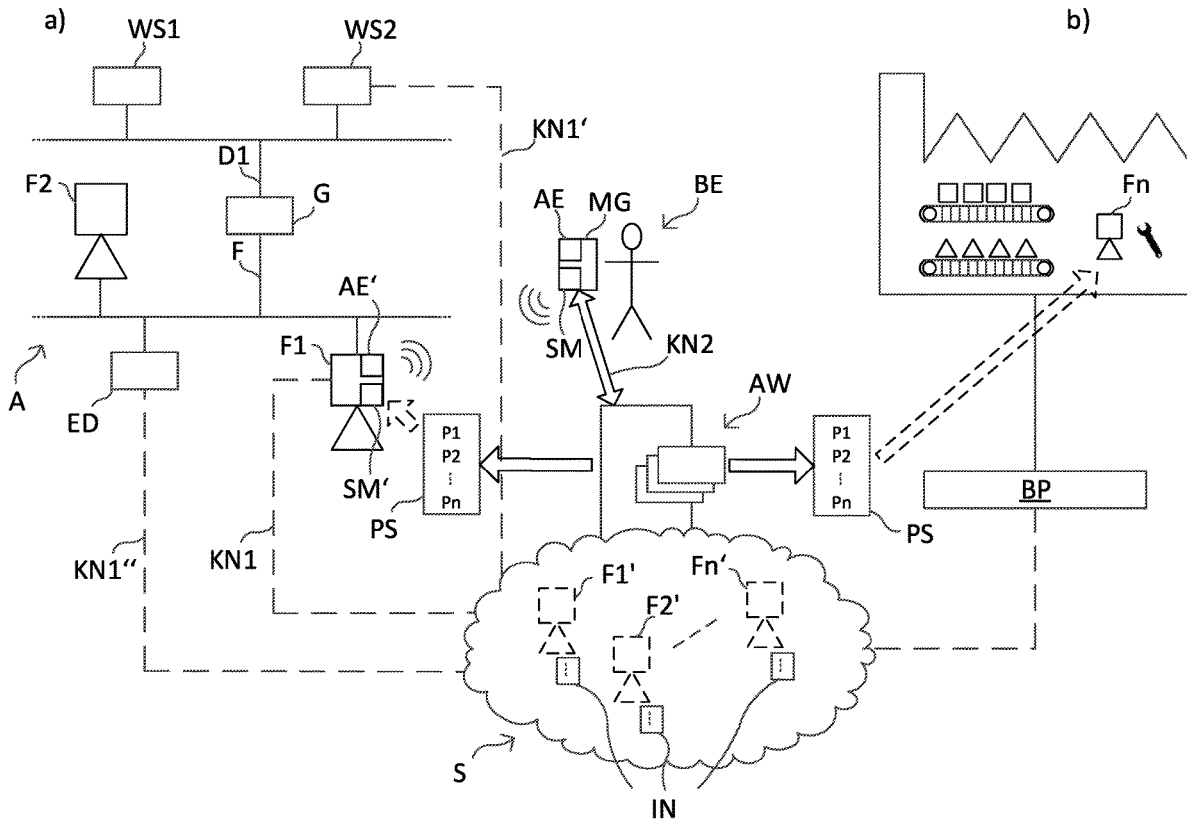 a)
WS1
WS2
b)
KN1‘
D1
F2
G
AE
MG
BE
Fn
F
AE‘
SM
KN2
F1
A
ED
AW
P1
P2
Pn
P1
P2
Pn
SM‘
PS
BP
PS
KN1
KN1‘‘
F1'
Fn‘
F2'
S
IN